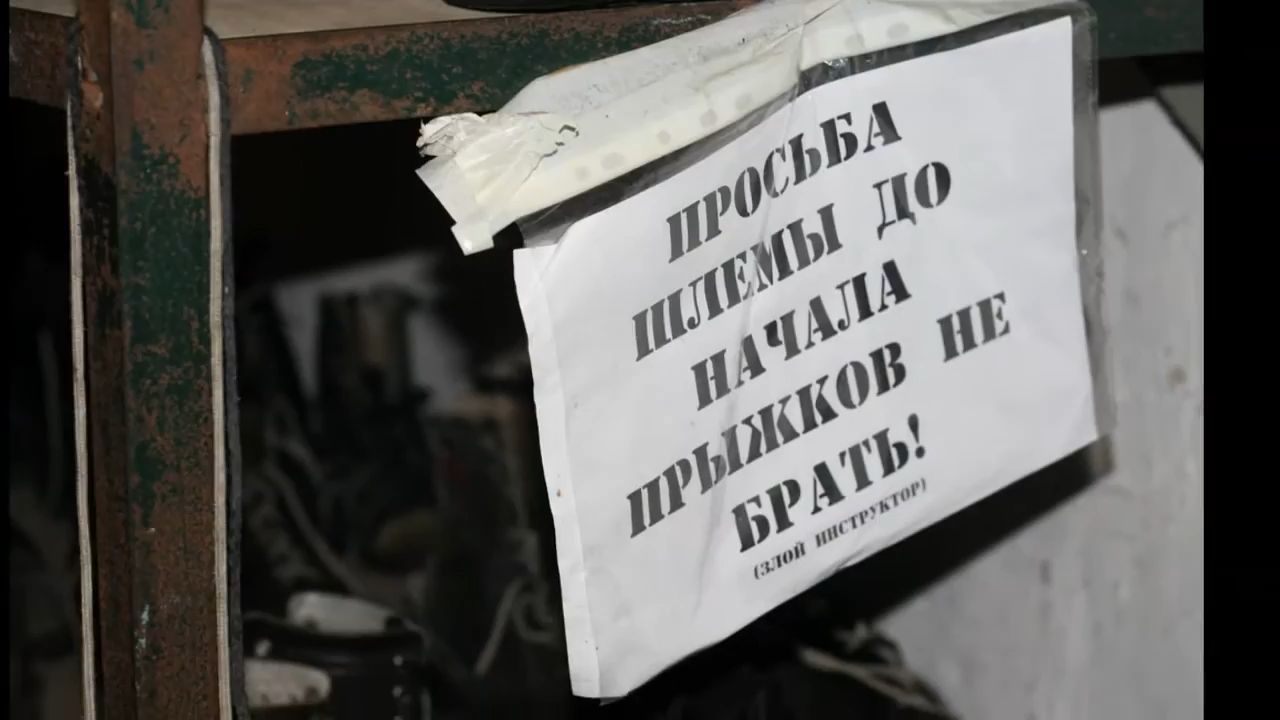 ПРОСЬБА
ШЛЕМЫ ДО
НАЧАЛА
ПРЫЖКОВ НЕ
БРАТЬ!
(ЗЛОЙ ИНСТРУКТОР)